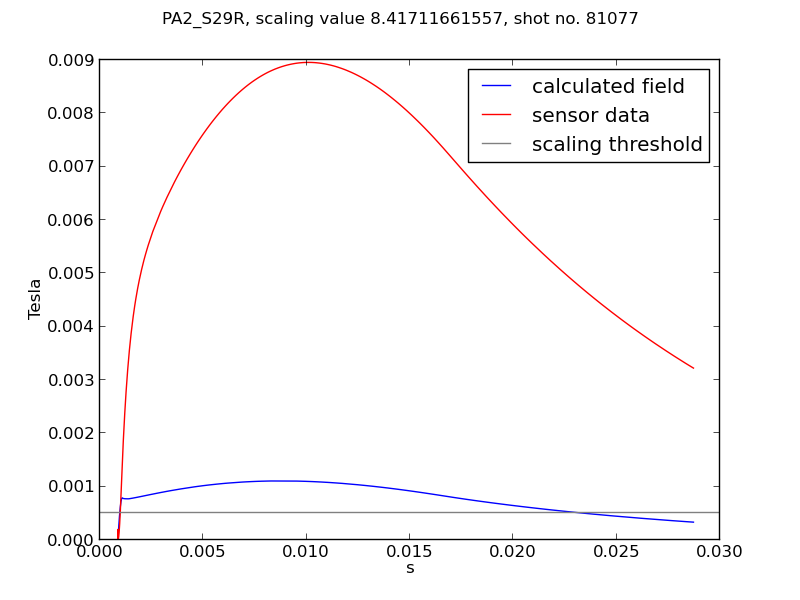 PA2_S29R, scaling value 8.41711661557, shot no. 81077
calculated field
sensor data
scaling threshold
Tesla
0.009
0.008
0.007
0.006
0.005
0.004
0.003
0.002
0.001
0.000
0.000 0.005 0.010 0.015 0.020 0.025 0.030
s